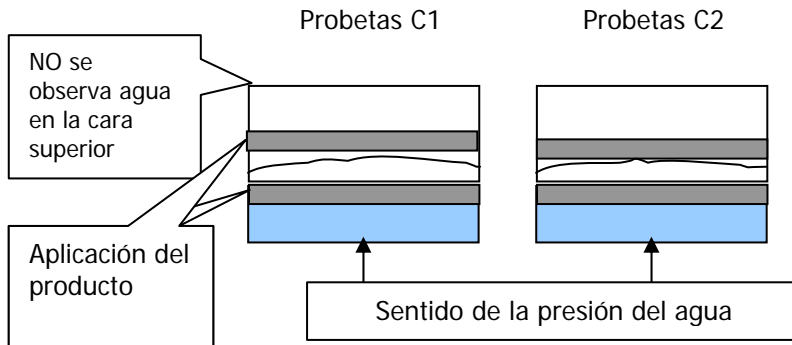 Probetas C1
Probetas C2
NO se
observa agua
en la cara
superior
Aplicación del
producto
Sentido de la presión del agua